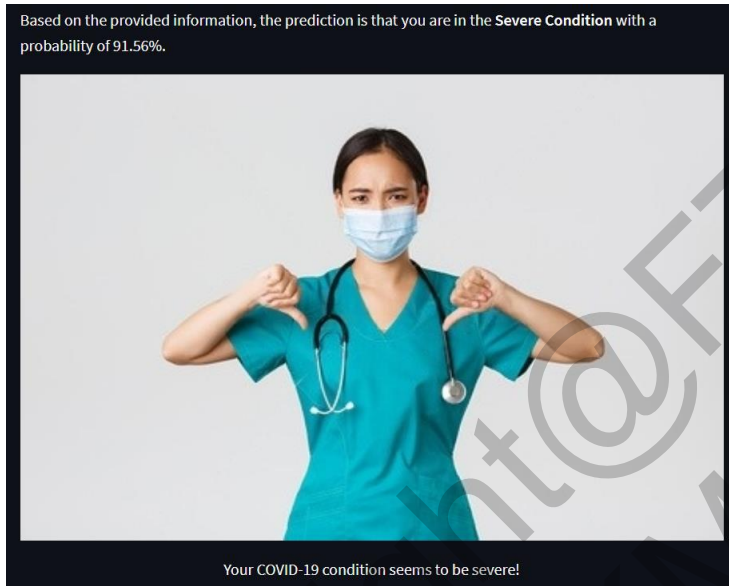 Based on the provided information, the prediction is that you are in the Severe Condition with a
probability of 91.56%.
ht@F
Your COVID-19 condition seems to be severe!